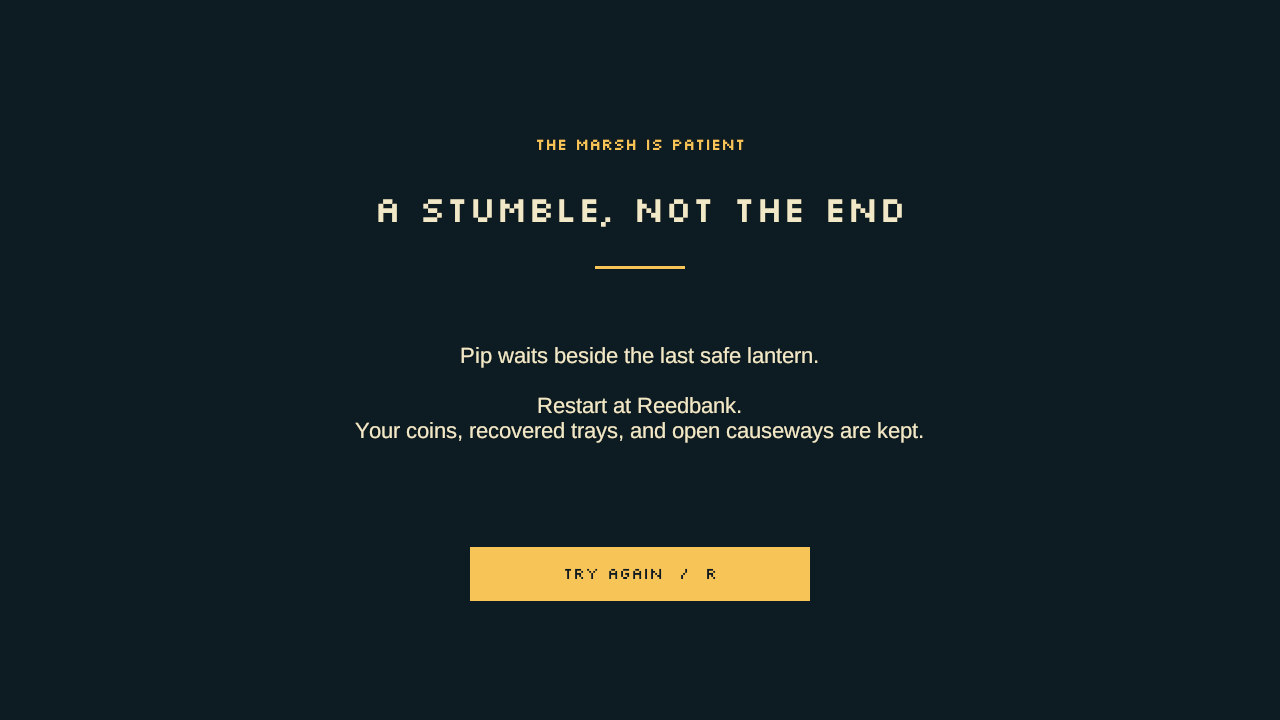 THE MARSH IS PATIENT
A STUMBLE, NOT THE END
Pip waits beside the last safe lantern.
Restart at Reedbank.
Your coins, recovered trays, and open causeways are kept.
TRY AGAIN / R